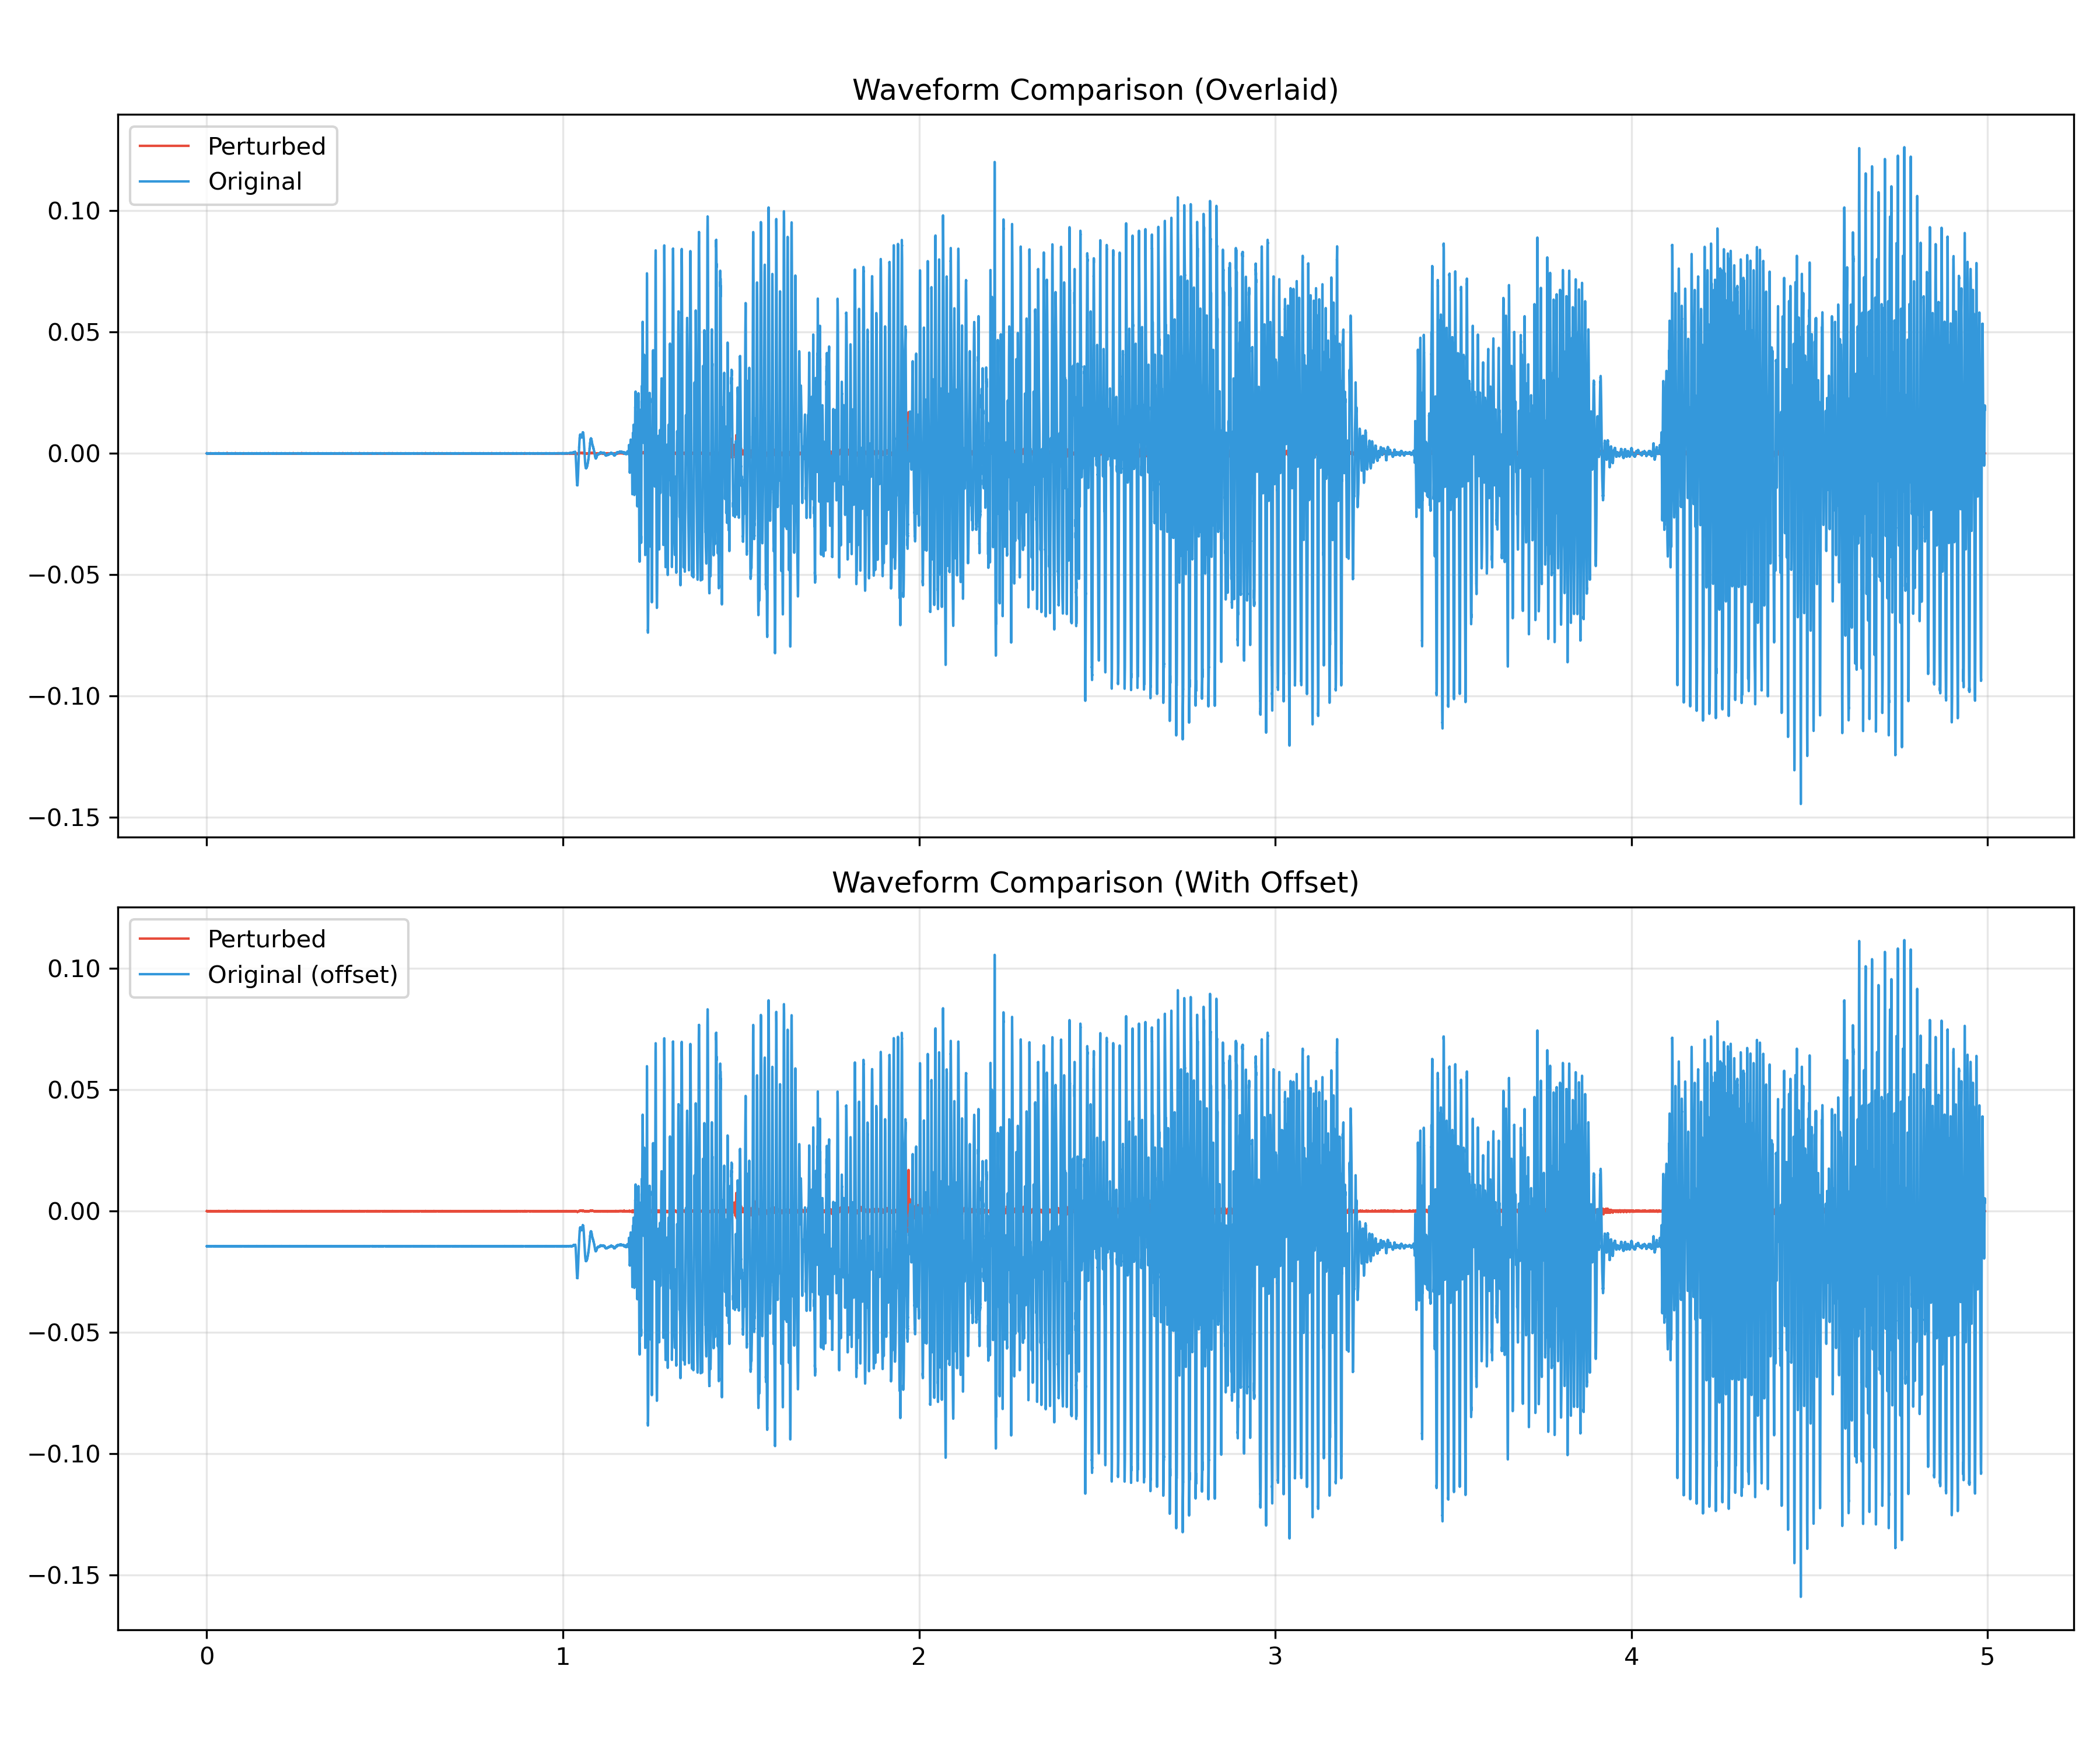 Waveform Comparison (Overlaid)
Perturbed
Original
0.10
0.05
0.00
−0.05
−0.10
−0.15
Waveform Comparison (With Offset)
Perturbed
Original (offset)
0.10
0.05
0.00
−0.05
−0.10
−0.15
0 1 2 3 4 5